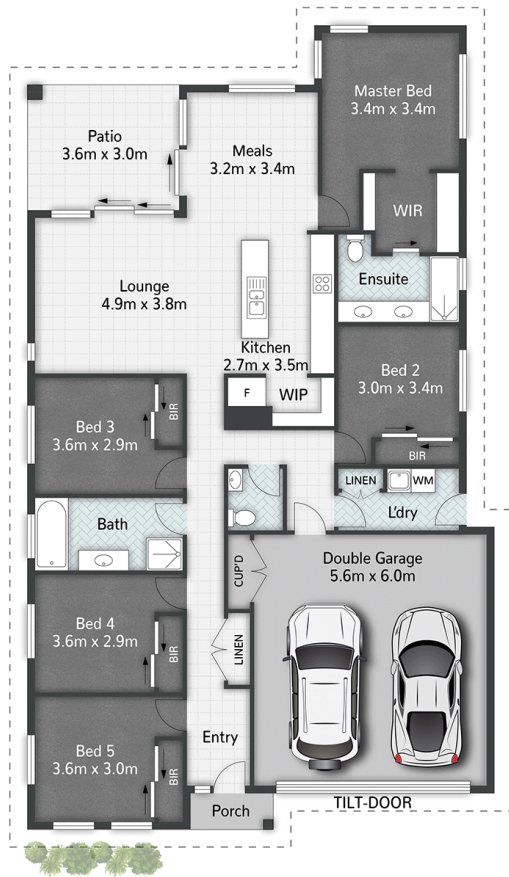 Master Bed
3.4m x 3.4m
Patio
3.6m x 3.0m
Meals
3.2m x 3.4m
WIR
Ensuite
Lounge
4.9m x 3.8m
Kitchen
2.7m x 3.5m
Bed 2
3.0m x 3.4m
F
WIP
BIR
Bed 3
3.6m x 2.9m
BIR
LINEN
WM
L'dry
Bath
Double Garage
5.6m x 6.0m
CUP'D
Bed 4
3.6m x 2.9m
BIR
LINEN
Entry
Bed 5
3.6m x 3.0m
BIR
Porch
TILT-DOOR